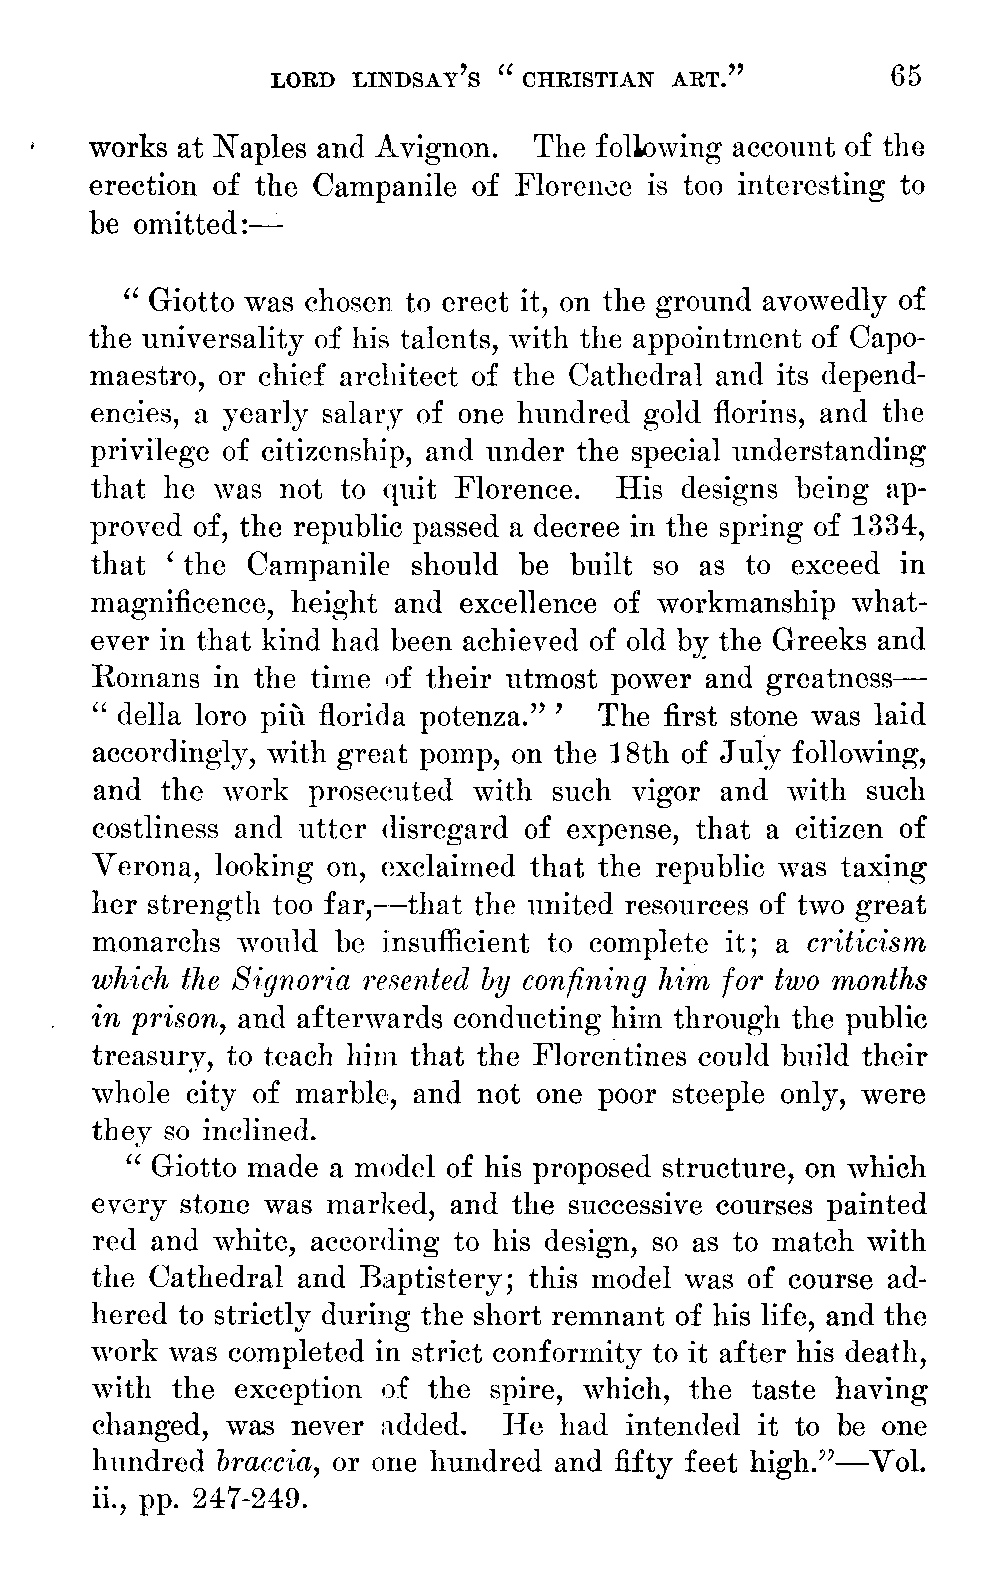 LORD LINDSAY'S "CHRISTIAN ART." 65
works at Naples and Avignon. The following account of the
erection of the Campanile of Florence is too interesting to
be omitted:—
"Giotto was chosen to erect it, on the ground avowedly of
the universality of his talents, with the appointment of Capo-
maestro, or chief architect of the Cathedral and its depend-
encies, a yearly salary of one hundred gold florins, and the
privilege of citizenship, and under the special understanding
that he was not to quit Florence. His designs being ap-
proved of, the republic passed a decree in the spring of 1334,
that 'the Campanile should be built so as to exceed in
magnificence, height and excellence of workmanship what-
ever in that kind had been achieved of old by the Greeks and
Romans in the time of their utmost power and greatness—
"della loro più florida potenza."' The first stone was laid
accordingly, with great pomp, on the 18th of July following,
and the work prosecuted with such vigor and with such
costliness and utter disregard of expense, that a citizen of
Verona, looking on, exclaimed that the republic was taxing
her strength too far,—that the united resources of two great
monarchs would be insufficient to complete it; a criticism
which the Signoria resented by confining him for two months
in prison, and afterwards conducting him through the public
treasury, to teach him that the Florentines could build their
whole city of marble, and not one poor steeple only, were
they so inclined.
"Giotto made a model of his proposed structure, on which
every stone was marked, and the successive courses painted
red and white, according to his design, so as to match with
the Cathedral and Baptistery; this model was of course ad-
hered to strictly during the short remnant of his life, and the
work was completed in strict conformity to it after his death,
with the exception of the spire, which, the taste having
changed, was never added. He had intended it to be one
hundred braccia, or one hundred and fifty feet high."—Vol.
ii., pp. 247-249.